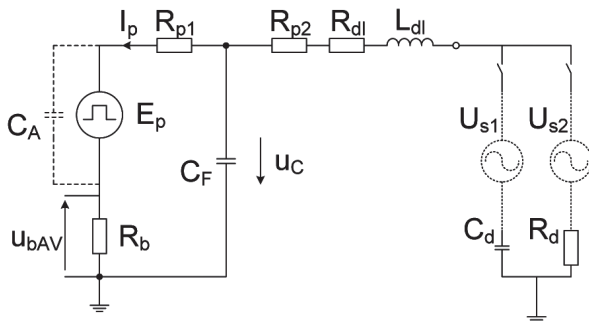 I_p R_p1 R_p2 R_dl L_dl
C_A E_p C_F u_C U_s1 U_s2
u_bAV R_b C_d R_d